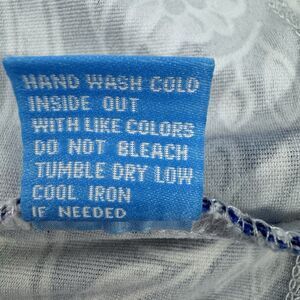 HAND WASH COLD
INSIDE OUT
WITH LIKE COLORS
DO NOT BLEACH
TUMBLE DRY LOW
COOL IRON
IF NEEDED